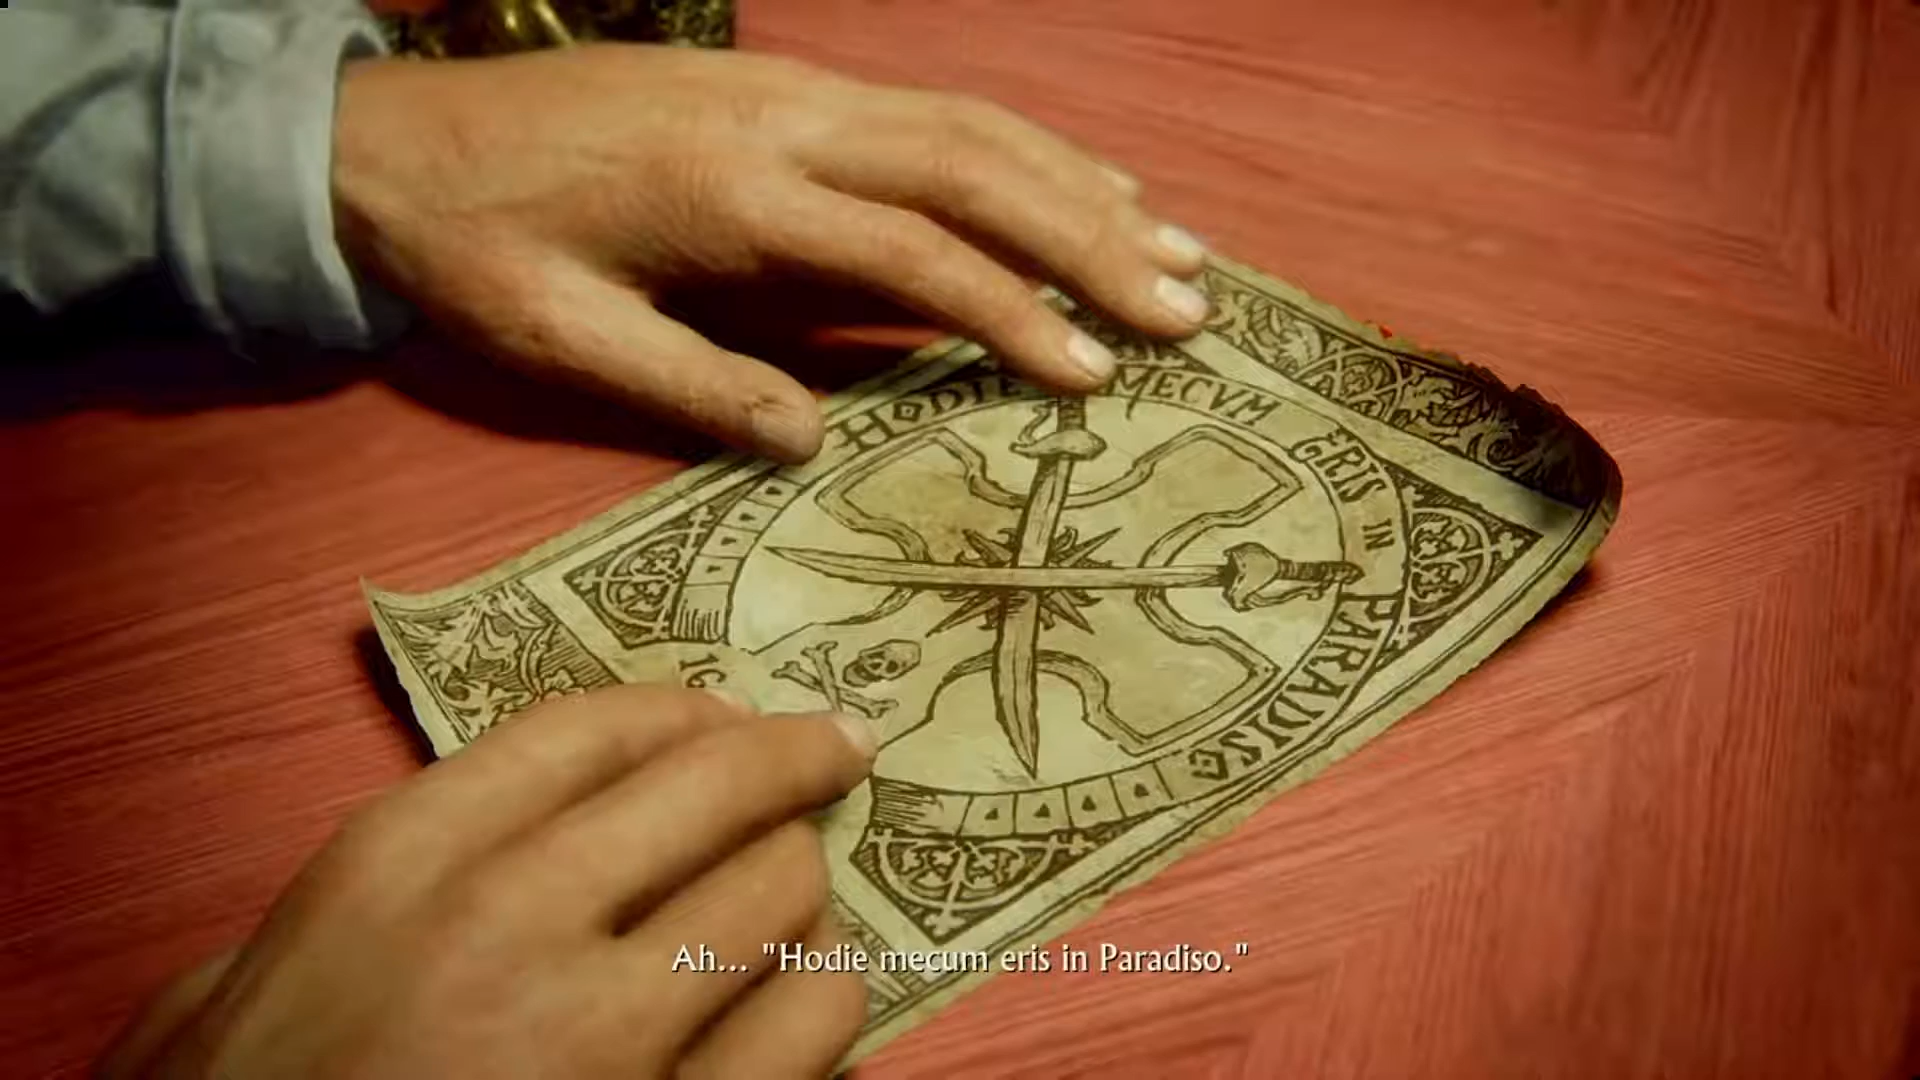 HODIE MECVM ERIS IN PARADISO
Ah... "Hodie mecum eris in Paradiso."